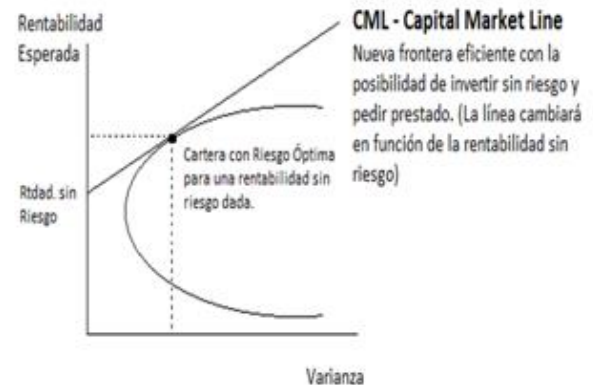 Rentabilidad
Esperada
CML - Capital Market Line
Nueva frontera eficiente con la
posibilidad de invertir sin riesgo y
pedir prestado. (La línea cambiará
en función de la rentabilidad sin
riesgo)
Cartera con Riesgo Óptima
para una rentabilidad sin
riesgo dada.
Rtdad. sin
Riesgo
Varianza